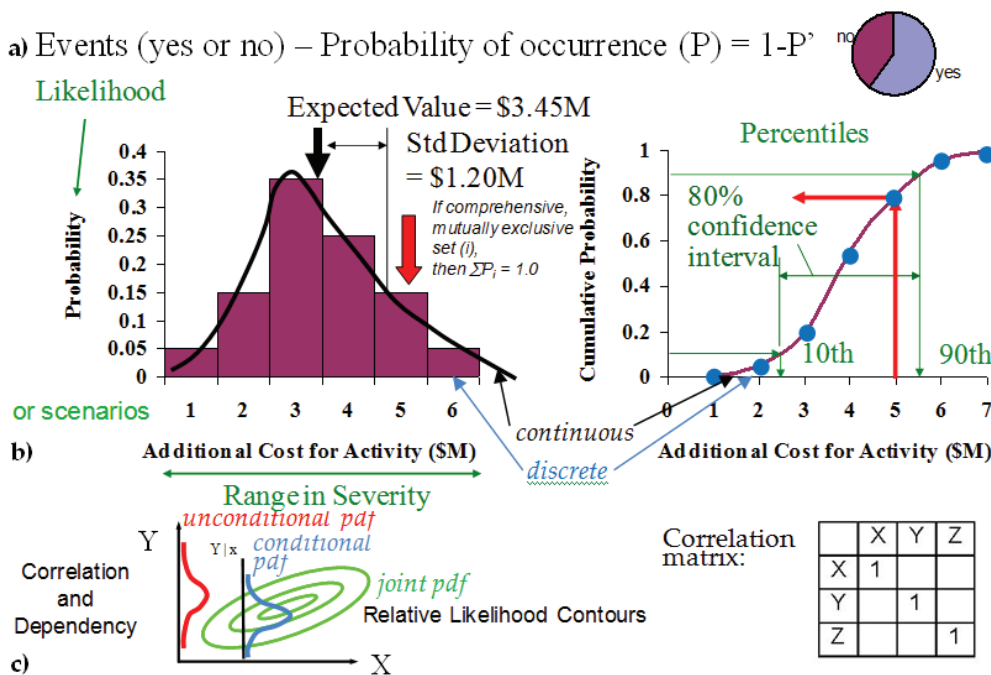 a) Events (yes or no) – Probability of occurrence (P) = 1-P’
no
yes
Likelihood
Expected Value = $3.45M
Std Deviation
= $1.20M
If comprehensive,
mutually exclusive
set (i),
then ΣPi = 1.0
Probability
0.4
0.35
0.3
0.25
0.2
0.15
0.1
0.05
0
or scenarios
1 2 3 4 5 6
b)
Additional Cost for Activity ($M)
Range in Severity
continuous
discrete
Percentiles
80%
confidence
interval
10th
90th
Cumulative Probability
1
0.8
0.6
0.4
0.2
0
0 1 2 3 4 5 6 7
Additional Cost for Activity ($M)
Correlation
and
Dependency
c)
Y
unconditional pdf
Y|x
conditional
pdf
joint pdf
Relative Likelihood Contours
X
Correlation
matrix:
X Y Z
X 1
Y 1
Z 1